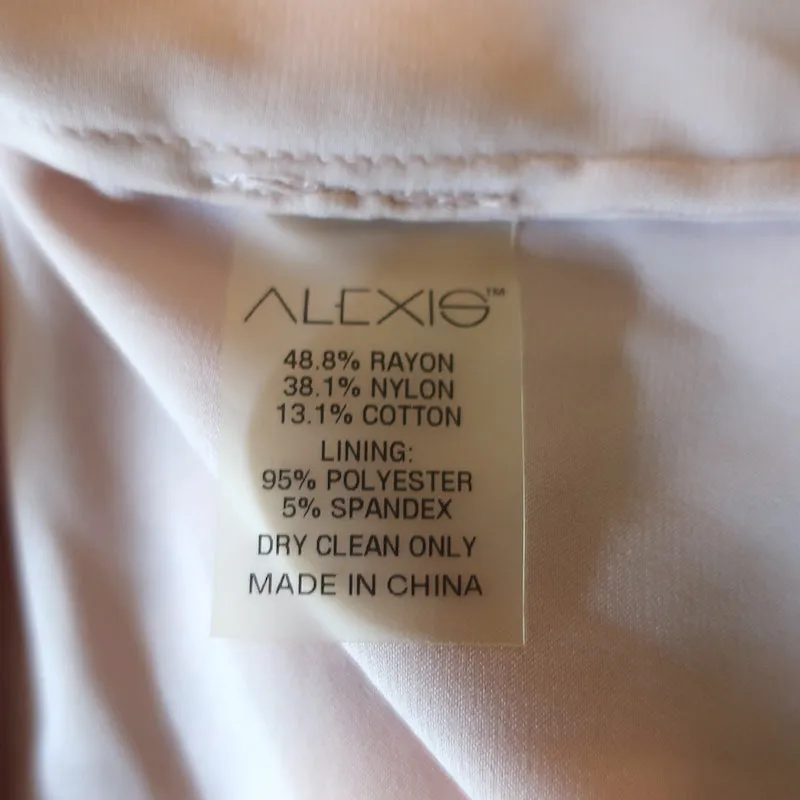 ALEXIS™
48.8% RAYON
38.1% NYLON
13.1% COTTON
LINING:
95% POLYESTER
5% SPANDEX
DRY CLEAN ONLY
MADE IN CHINA